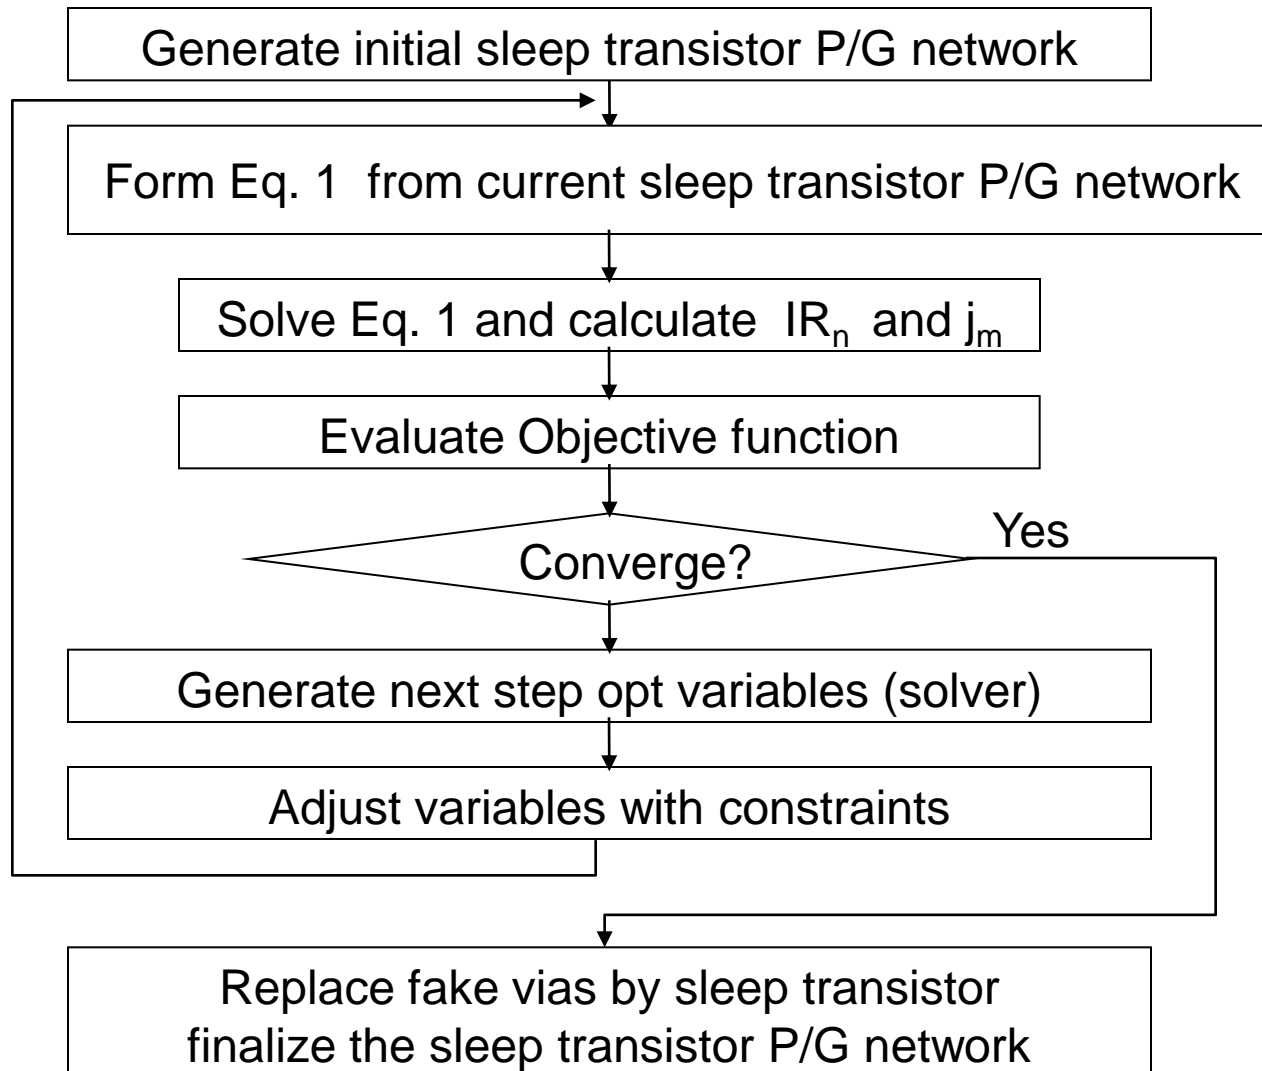 Generate initial sleep transistor P/G network
Form Eq. 1 from current sleep transistor P/G network
Solve Eq. 1 and calculate IRₙ and jₘ
Evaluate Objective function
Yes
Converge?
Generate next step opt variables (solver)
Adjust variables with constraints
Replace fake vias by sleep transistor
finalize the sleep transistor P/G network